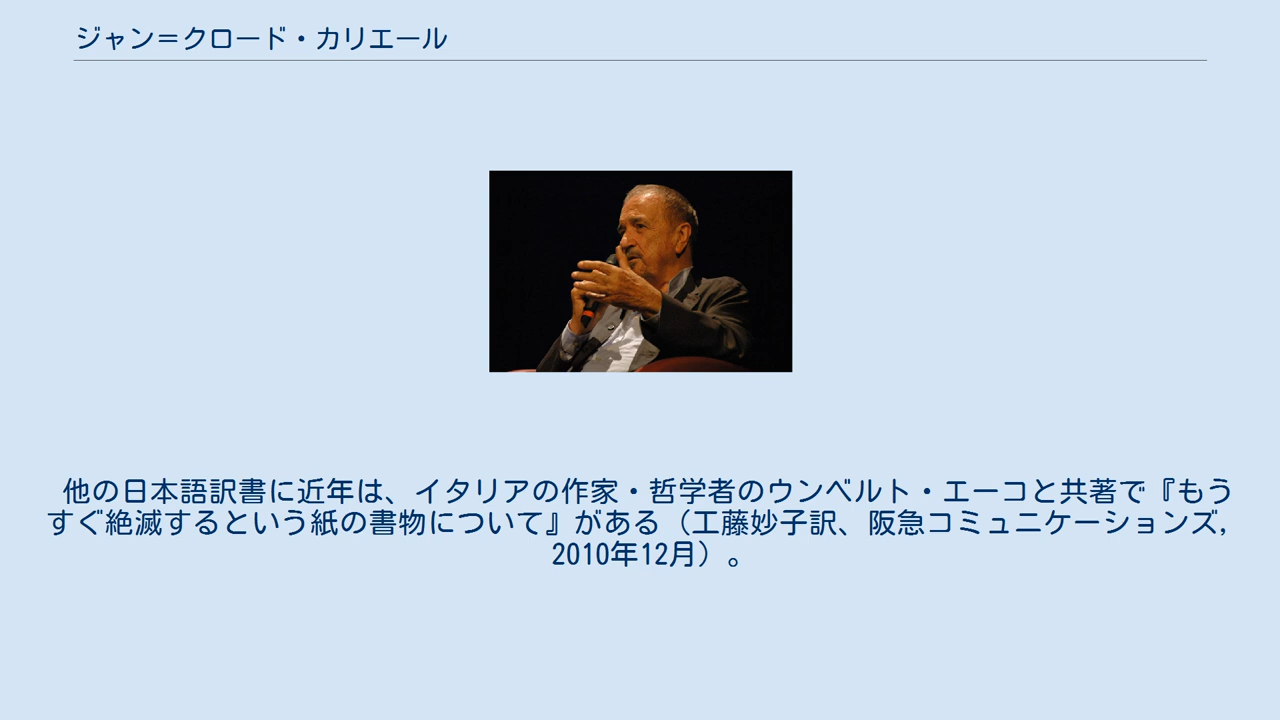 ジャン＝クロード・カリエール
他の日本語訳書に近年は、イタリアの作家・哲学者のウンベルト・エーコと共著で『もう
すぐ絶滅するという紙の書物について』がある（工藤妙子訳、阪急コミュニケーションズ,
2010年12月）。